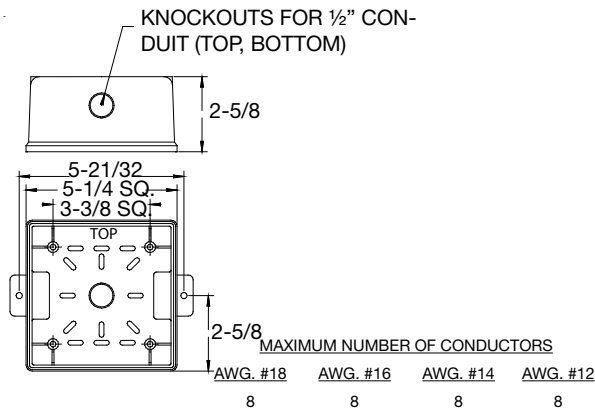 KNOCKOUTS FOR ½” CON-
DUIT (TOP, BOTTOM)
2-5/8
5-21/32
5-1/4 SQ.
3-3/8 SQ.
TOP
2-5/8
MAXIMUM NUMBER OF CONDUCTORS
AWG. #18 AWG. #16 AWG. #14 AWG. #12
8 8 8 8